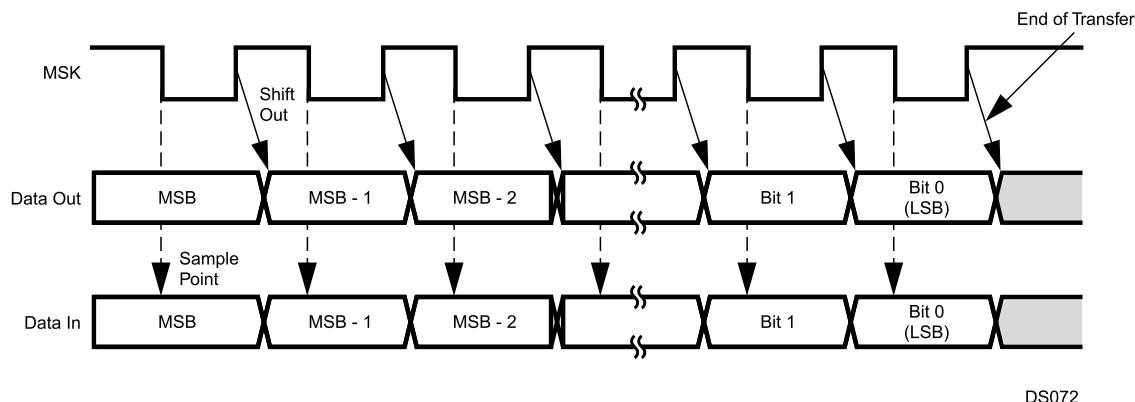 End of Transfer
MSK
Shift
Out
Data Out
MSB
MSB - 1
MSB - 2
Bit 1
Bit 0
(LSB)
Sample
Point
Data In
MSB
MSB - 1
MSB - 2
Bit 1
Bit 0
(LSB)
DS072